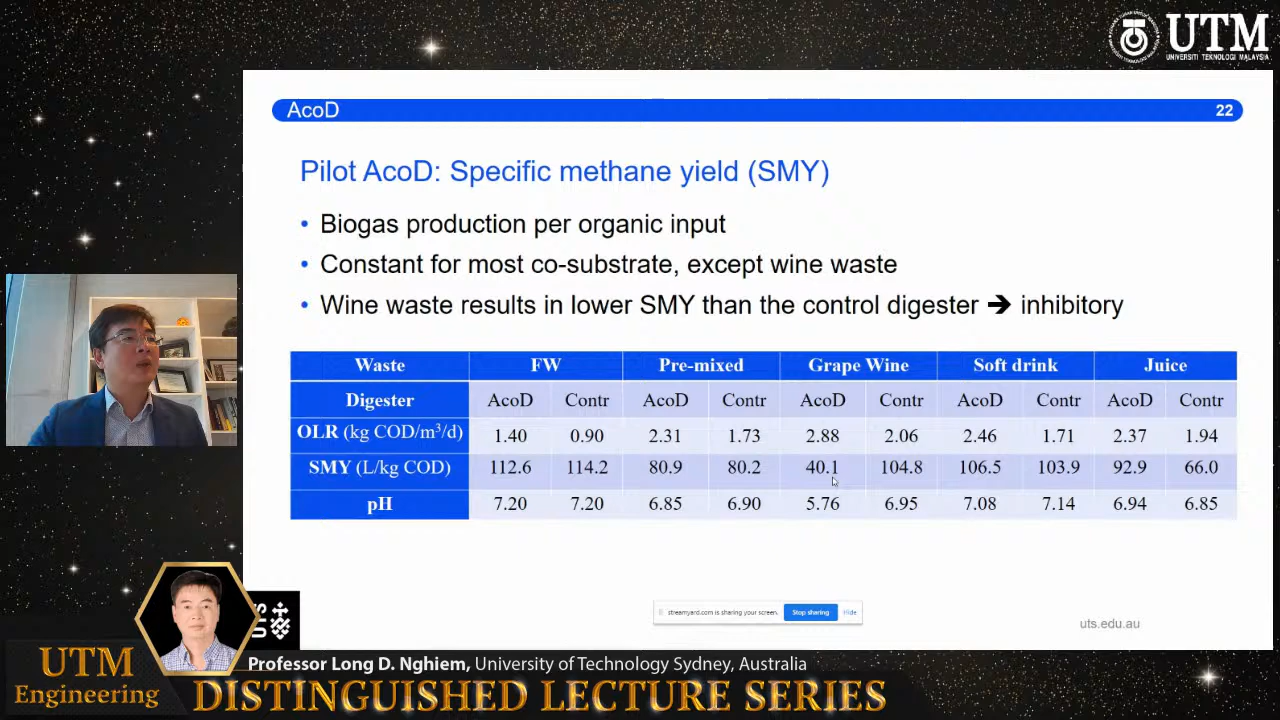 UTM
UNIVERSITI TEKNOLOGI MALAYSIA
AcoD 22
Pilot AcoD: Specific methane yield (SMY)
• Biogas production per organic input
• Constant for most co-substrate, except wine waste
• Wine waste results in lower SMY than the control digester ➔ inhibitory
Waste FW Pre-mixed Grape Wine Soft drink Juice
Digester AcoD Contr AcoD Contr AcoD Contr AcoD Contr AcoD Contr
OLR (kg COD/m³/d) 1.40 0.90 2.31 1.73 2.88 2.06 2.46 1.71 2.37 1.94
SMY (L/kg COD) 112.6 114.2 80.9 80.2 40.1 104.8 106.5 103.9 92.9 66.0
pH 7.20 7.20 6.85 6.90 5.76 6.95 7.08 7.14 6.94 6.85
streamyard.com is sharing your screen. Stop sharing Hide
uts.edu.au
UTM
Engineering
Professor Long D. Nghiem, University of Technology Sydney, Australia
DISTINGUISHED LECTURE SERIES